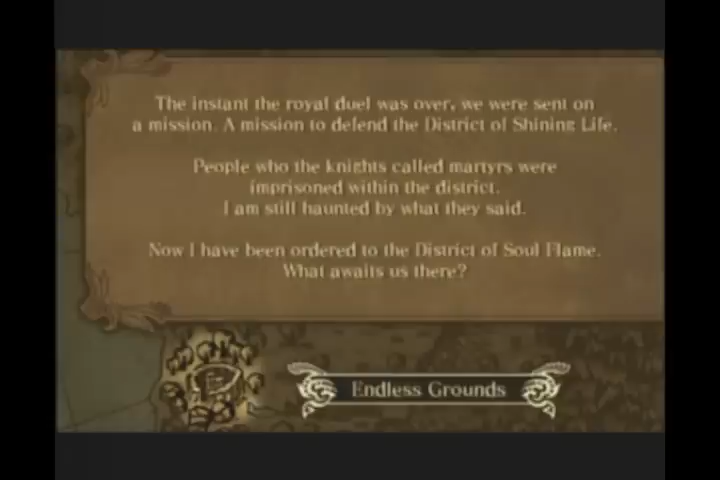 The instant the royal duel was over, we were sent on
a mission. A mission to defend the District of Shining Life.
People who the knights called martyrs were
imprisoned within the district.
I am still haunted by what they said.
Now I have been ordered to the District of Soul Flame.
What awaits us there?
Endless Grounds